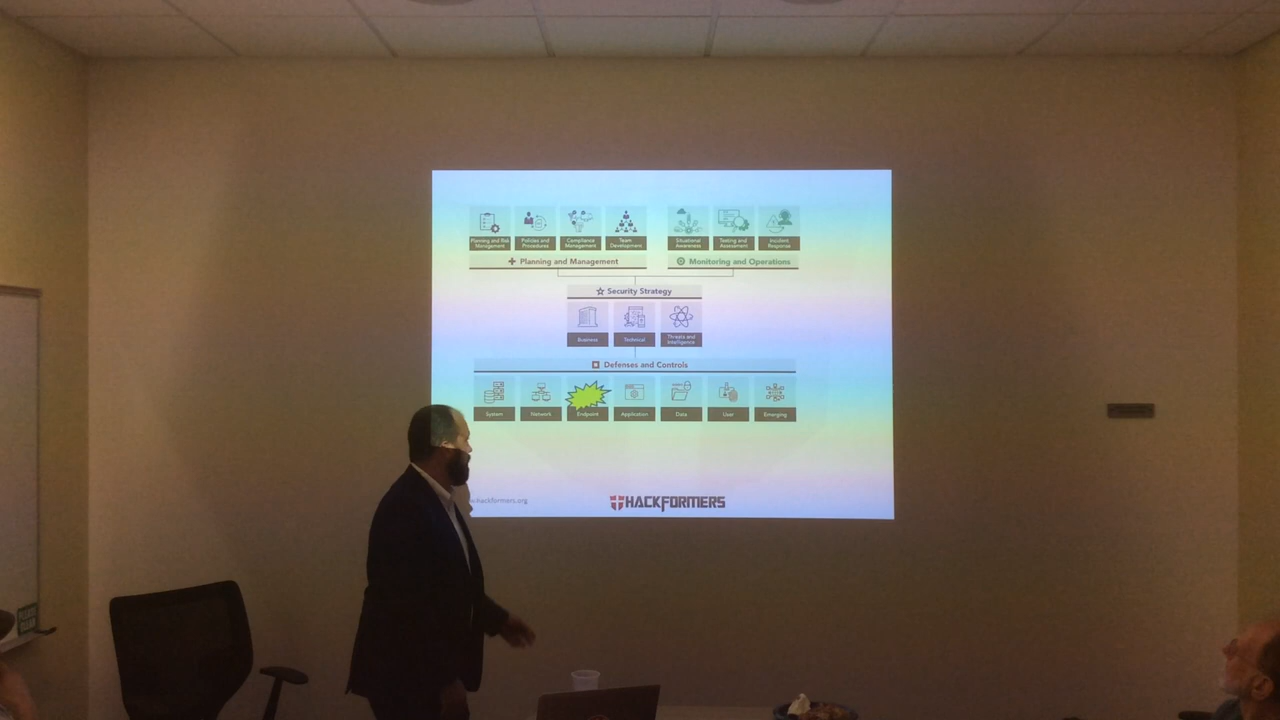 Planning and Risk
Management
Policies and
Procedures
Compliance
Management
Team
Development
Situational
Awareness
Testing and
Assessment
Incident
Response
Planning and Management
Monitoring and Operations
Security Strategy
Business
Technical
Threats and
Intelligence
Defenses and Controls
System
Network
Endpoint
Application
Data
User
Emerging
.hackformers.org
HACKFORMERS